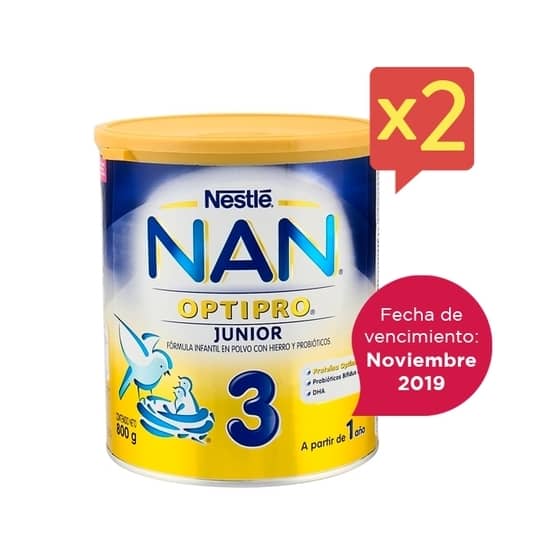 x2
Nestlé
NAN®
OPTIPRO®
JUNIOR
FÓRMULA INFANTIL EN POLVO CON HIERRO Y PROBIÓTICOS
3
Proteína
Probióticos
DHA
CONTENIDO NETO
800 g
A partir de 1 año
Fecha de
vencimiento:
Noviembre
2019